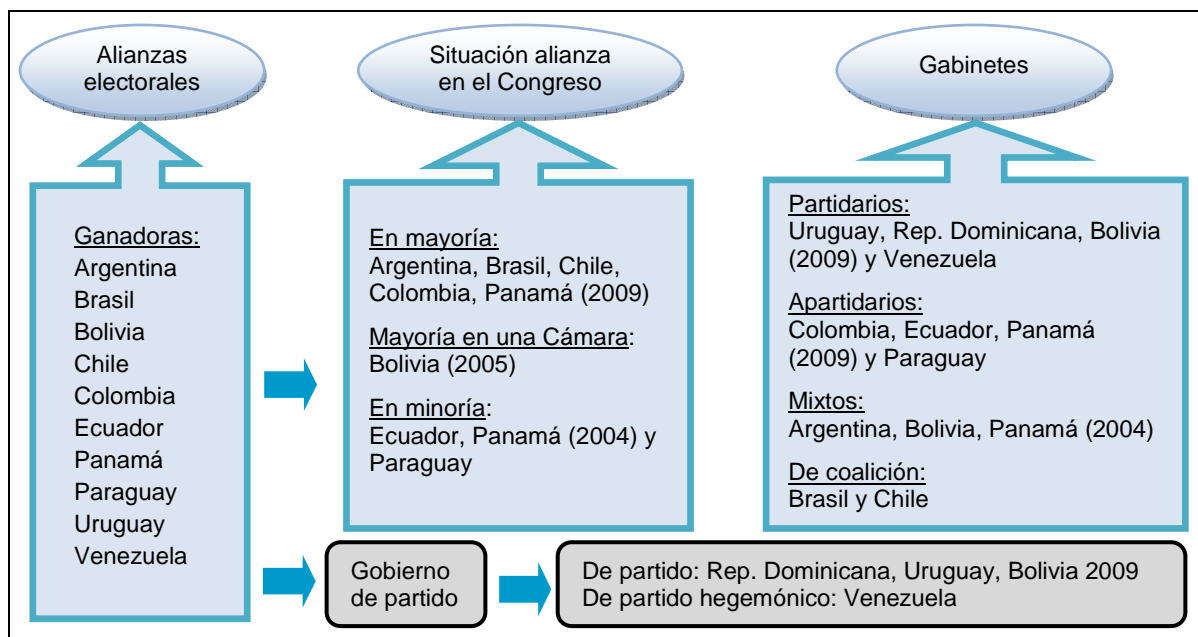 Alianzas
electorales
Situación alianza
en el Congreso
Gabinetes
Ganadoras:
Argentina
Brasil
Bolivia
Chile
Colombia
Ecuador
Panamá
Paraguay
Uruguay
Venezuela
En mayoría:
Argentina, Brasil, Chile,
Colombia, Panamá (2009)
Mayoría en una Cámara:
Bolivia (2005)
En minoría:
Ecuador, Panamá (2004) y
Paraguay
Partidarios:
Uruguay, Rep. Dominicana, Bolivia
(2009) y Venezuela
Apartidarios:
Colombia, Ecuador, Panamá
(2009) y Paraguay
Mixtos:
Argentina, Bolivia, Panamá (2004)
De coalición:
Brasil y Chile
Gobierno
de partido
De partido: Rep. Dominicana, Uruguay, Bolivia 2009
De partido hegemónico: Venezuela